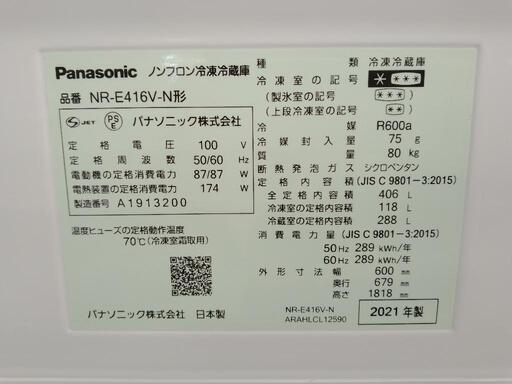 Panasonic ノンフロン冷凍冷蔵庫
品番 NR-E416V-N形
JET PSE パナソニック株式会社
定格電圧 100 V
定格周波数 50/60 Hz
電動機の定格消費電力 87/87 W
電熱装置の定格消費電力 174 W
製造番号 A1913200
温度ヒューズの定格動作温度
70℃(冷凍室霜取用)
パナソニック株式会社 日本製
種類 冷凍冷蔵庫
冷凍室の記号
(製氷室の記号
(上段冷凍室の記号
冷媒 R600a
冷媒封入量 75 g
質量 80 kg
断熱発泡ガス シクロペンタン
定格内容積 (JIS C 9801-3:2015)
全定格内容積 406 L
冷凍室の定格内容積 118 L
冷蔵室の定格内容積 288 L
消費電力量 (JIS C 9801-3:2015)
50 Hz 289 kWh/年
60 Hz 289 kWh/年
外形寸法 幅 600 mm
奥行 679 mm
高さ 1818 mm
NR-E416V-N
ARAHLCL12590
2021年製